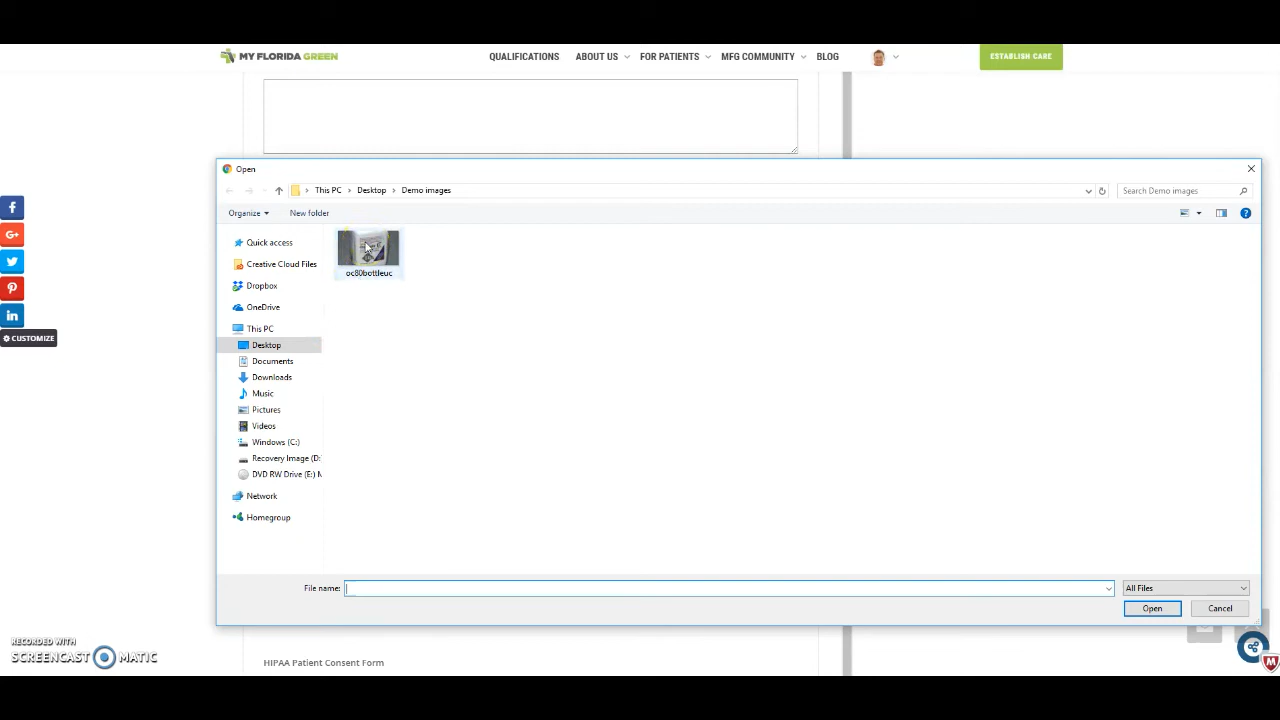 MY FLORIDA GREEN
QUALIFICATIONS ABOUT US FOR PATIENTS MFG COMMUNITY BLOG
ESTABLISH CARE
Open
This PC > Desktop > Demo images
Search Demo images
Organize
New folder
Quick access
Creative Cloud Files
Dropbox
OneDrive
This PC
Desktop
Documents
Downloads
Music
Pictures
Videos
Windows (C:)
Recovery Image (D:
DVD RW Drive (E:) M
Network
Homegroup
oc80bottleuc
CUSTOMIZE
File name:
All Files
Open
Cancel
HIPAA Patient Consent Form
RECORDED WITH
SCREENCAST MATIC